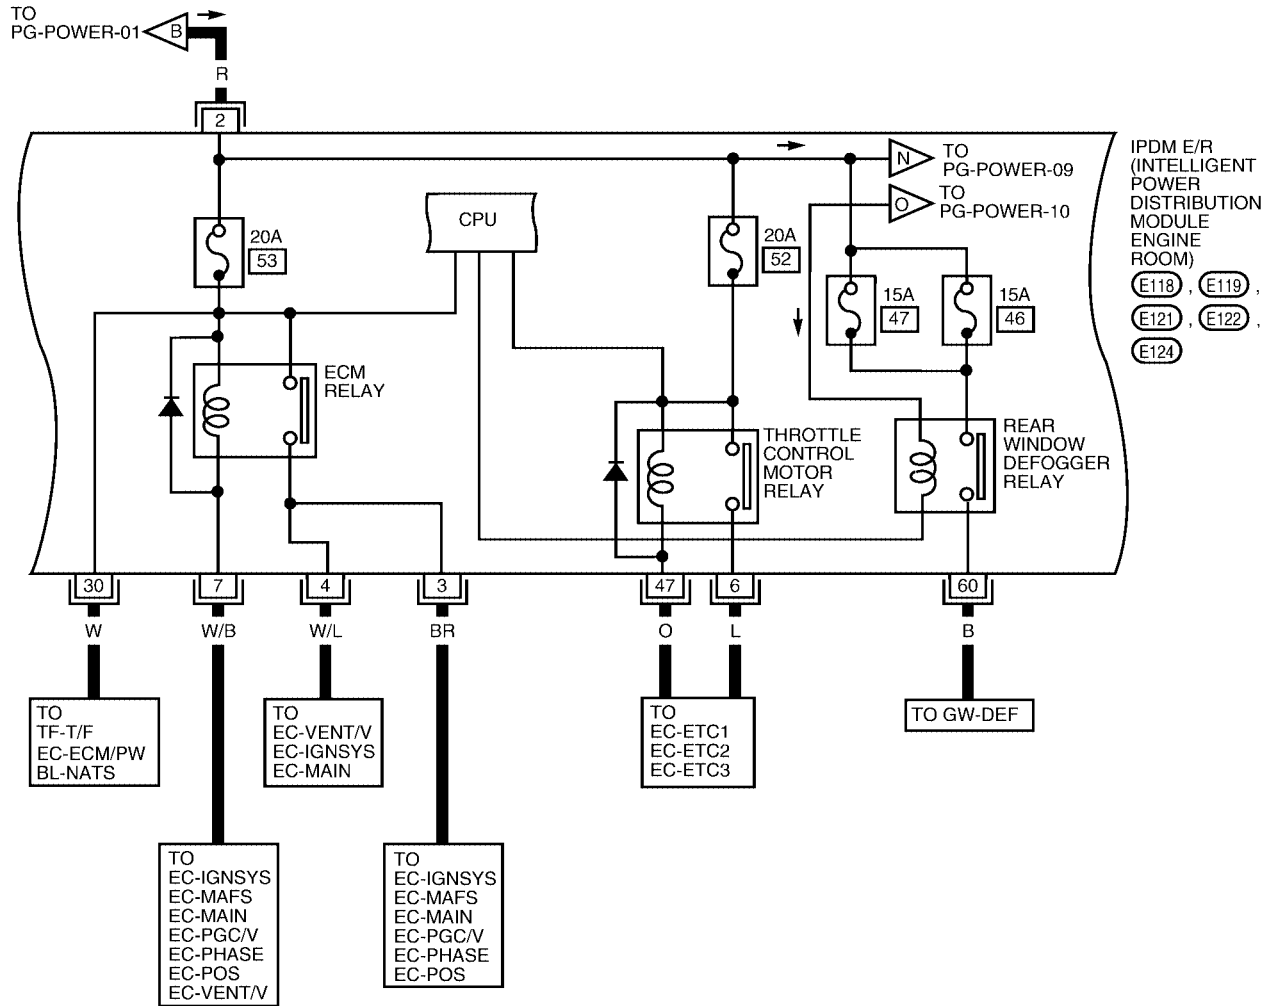 TO
PG-POWER-01
B
R
2
N
TO
PG-POWER-09
O
TO
PG-POWER-10
IPDM E/R
(INTELLIGENT
POWER
DISTRIBUTION
MODULE
ENGINE
ROOM)
E118 , E119 ,
E121 , E122 ,
E124
CPU
20A
53
20A
52
15A
47
15A
46
ECM
RELAY
THROTTLE
CONTROL
MOTOR
RELAY
REAR
WINDOW
DEFOGGER
RELAY
30
7
4
3
47
6
60
W
W/B
W/L
BR
O
L
B
TO
TF-T/F
EC-ECM/PW
BL-NATS
TO
EC-VENT/V
EC-IGNSYS
EC-MAIN
TO
EC-ETC1
EC-ETC2
EC-ETC3
TO GW-DEF
TO
EC-IGNSYS
EC-MAFS
EC-MAIN
EC-PGC/V
EC-PHASE
EC-POS
EC-VENT/V
TO
EC-IGNSYS
EC-MAFS
EC-MAIN
EC-PGC/V
EC-PHASE
EC-POS